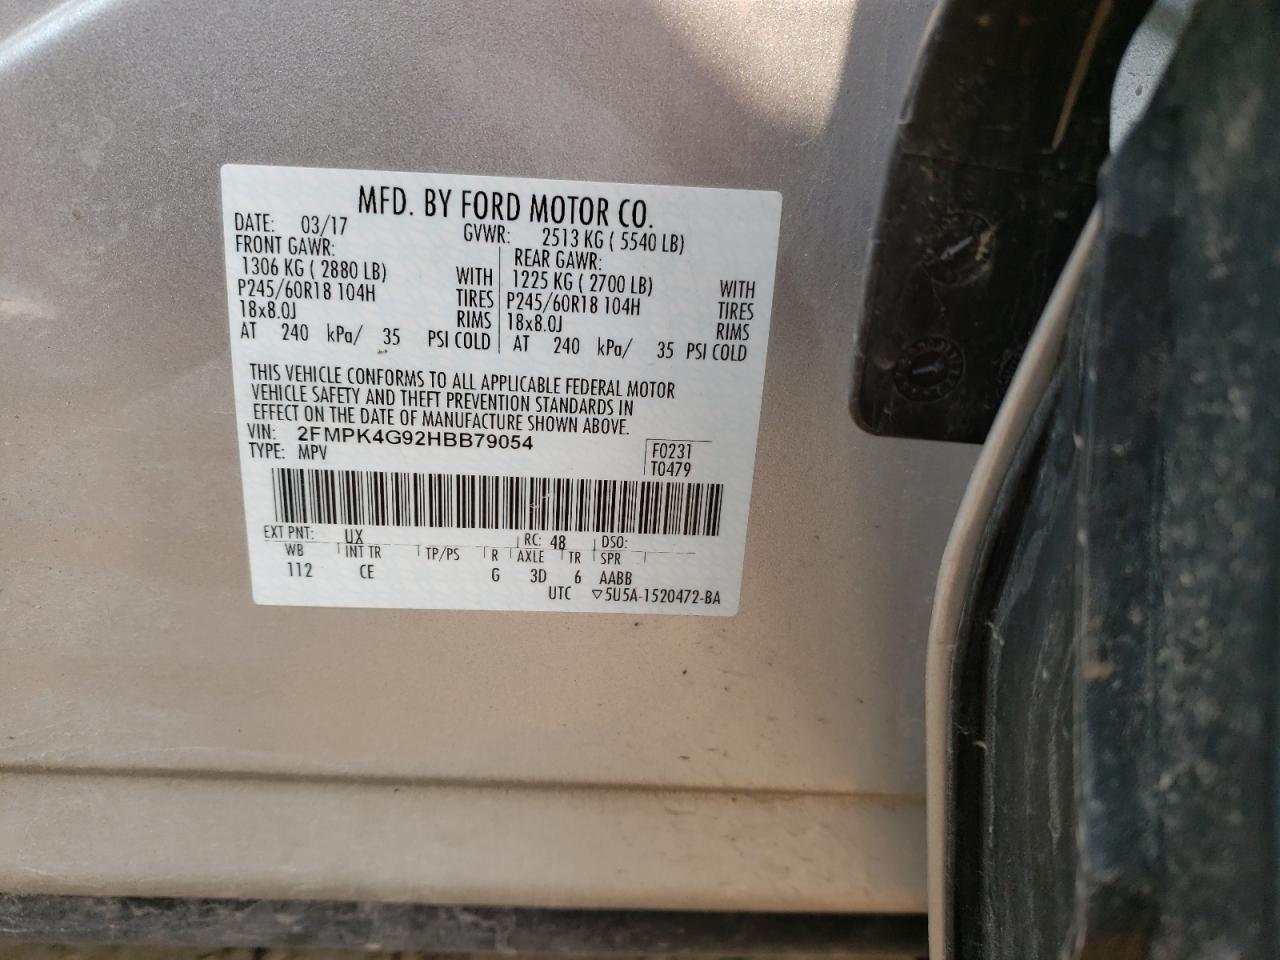 MFD. BY FORD MOTOR CO.
DATE: 03/17 GVWR: 2513 KG ( 5540 LB)
FRONT GAWR: REAR GAWR:
1306 KG ( 2880 LB) WITH 1225 KG ( 2700 LB) WITH
P245/60R18 104H TIRES P245/60R18 104H TIRES
18x8.0J RIMS 18x8.0J RIMS
AT 240 kPa/ 35 PSI COLD AT 240 kPa/ 35 PSI COLD
THIS VEHICLE CONFORMS TO ALL APPLICABLE FEDERAL MOTOR
VEHICLE SAFETY AND THEFT PREVENTION STANDARDS IN
EFFECT ON THE DATE OF MANUFACTURE SHOWN ABOVE.
VIN: 2FMPK4G92HBB79054
TYPE: MPV
F0231
T0479
EXT PNT: UX RC: 48 DSO:
WB INT TR TP/PS R AXLE TR SPR
112 CE G 3D 6 AABB
UTC ▽5U5A-1520472-BA